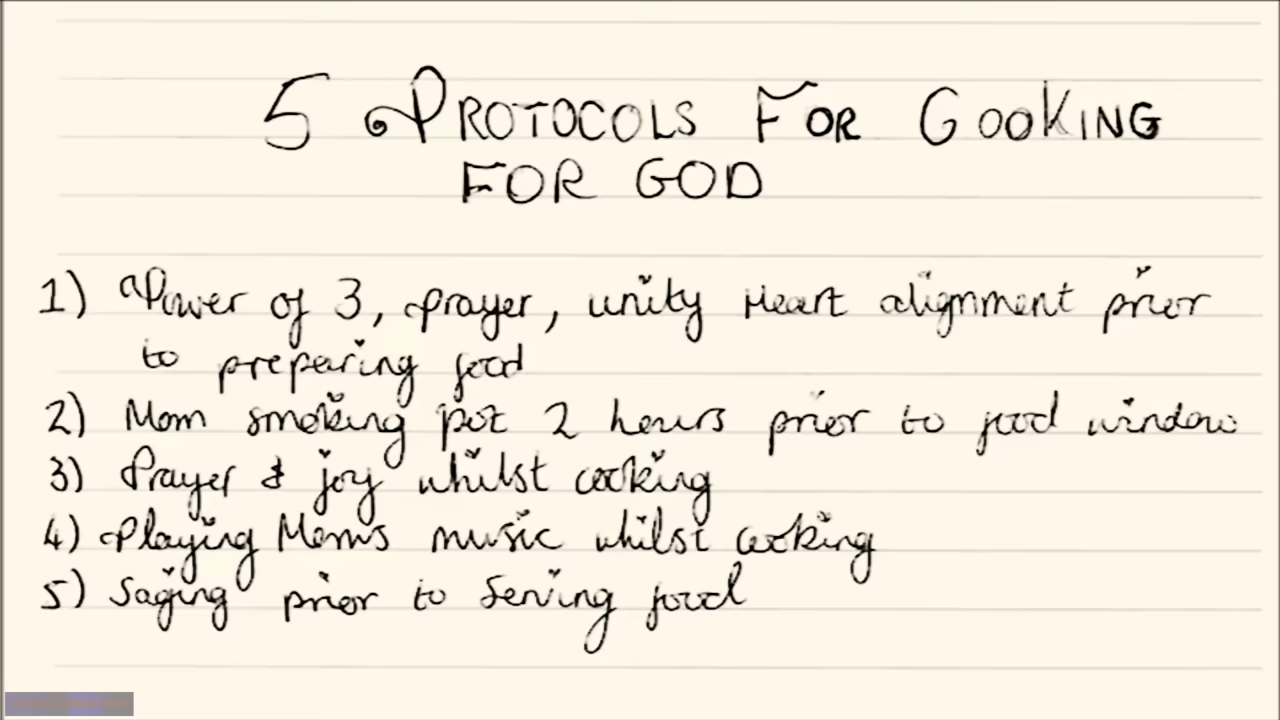 5 PROTOCOLS FOR GOOKING
FOR GOD
1) Power of 3, prayer, unity Heart alignment prior
to preparing food
2) Mom smoking pot 2 hours prior to food window
3) Prayer & joy whilst cooking
4) Playing Moms music whilst cooking
5) Saging prior to serving food